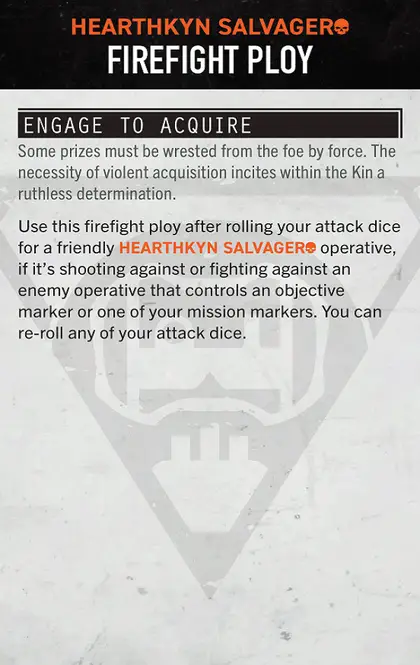 HEARTHKYN SALVAGER
FIREFIGHT PLOY
ENGAGE TO ACQUIRE
Some prizes must be wrested from the foe by force. The
necessity of violent acquisition incites within the Kin a
ruthless determination.
Use this firefight ploy after rolling your attack dice
for a friendly HEARTHKYN SALVAGER operative,
if it’s shooting against or fighting against an
enemy operative that controls an objective
marker or one of your mission markers. You can
re-roll any of your attack dice.